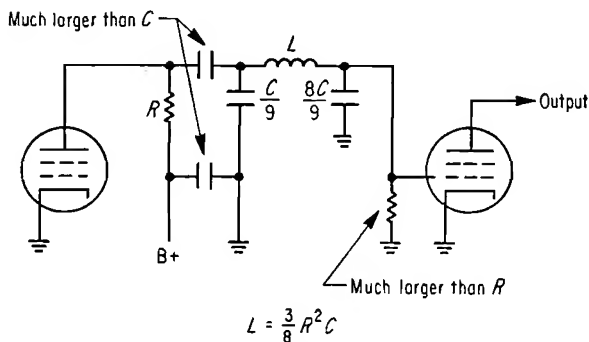 Much larger than C
L
C/9
8C/9
R
Output
B+
Much larger than R
L = 3/8 R²C